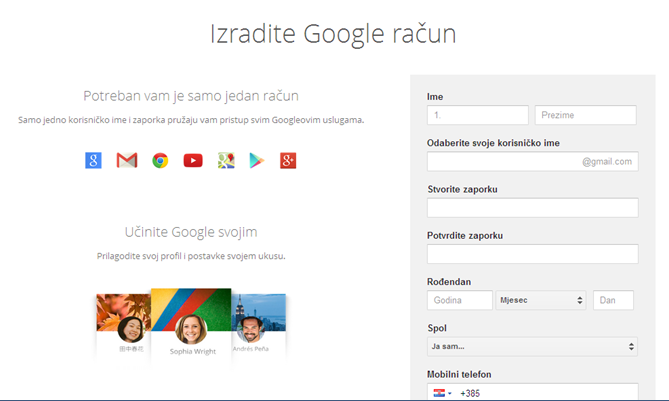 Izradite Google račun
Potreban vam je samo jedan račun
Samo jedno korisničko ime i zaporka pružaju vam pristup svim Googleovim uslugama.
Učinite Google svojim
Prilagodite svoj profil i postavke svojem ukusu.
田中春花
Sophia Wright
Andrés Peña
Ime
1.
Prezime
Odaberite svoje korisničko ime
@gmail.com
Stvorite zaporku
Potvrdite zaporku
Rođendan
Godina
Mjesec
Dan
Spol
Ja sam...
Mobilni telefon
+385